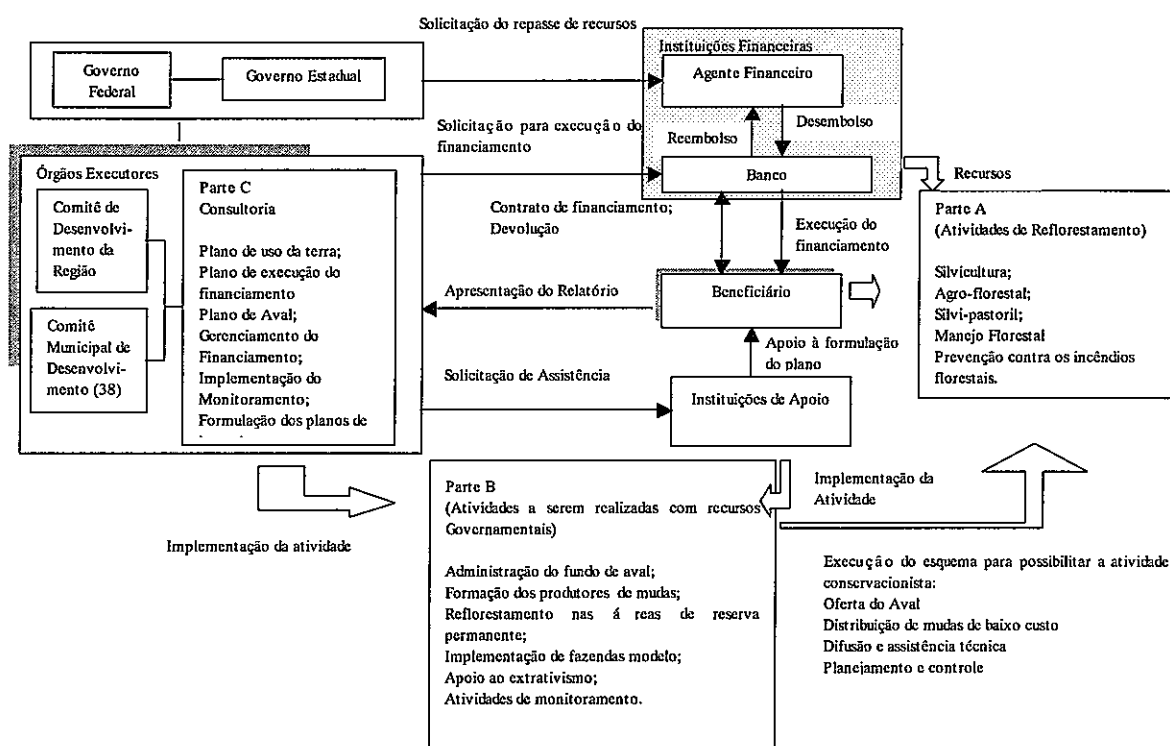 Solicitação do repasse de recursos
Governo
Federal
Governo Estadual
Instituições Financeiras
Agente Financeiro
Solicitação para execução do
financiamento
Reembolso
Desembolso
Banco
Recursos
Órgãos Executores
Comitê de
Desenvolvi-
mento da
Região
Comitê
Municipal de
Desenvolvi-
mento (38)
Parte C
Consultoria
Plano de uso da terra;
Plano de execução do
financiamento
Plano de Aval;
Gerenciamento do
Financiamento;
Implementação do
Monitoramento;
Formulação dos planos de
Contrato de financiamento;
Devolução
Execução do
financiamento
Apresentação do Relatório
Beneficiário
Apoio à formulação
do plano
Solicitação de Assistência
Instituições de Apoio
Parte A
(Atividades de Reflorestamento)
Silvicultura;
Agro-florestal;
Silvi-pastoril;
Manejo Florestal
Prevenção contra os incêndios
florestais.
Implementação da atividade
Parte B
(Atividades a serem realizadas com recursos
Governamentais)
Administração do fundo de aval;
Formação dos produtores de mudas;
Reflorestamento nas á reas de reserva
permanente;
Implementação de fazendas modelo;
Apoio ao extrativismo;
Atividades de monitoramento.
Implementação da
Atividade
Execução do esquema para possibilitar a atividade
conservacionista:
Oferta do Aval
Distribuição de mudas de baixo custo
Difusão e assistência técnica
Planejamento e controle